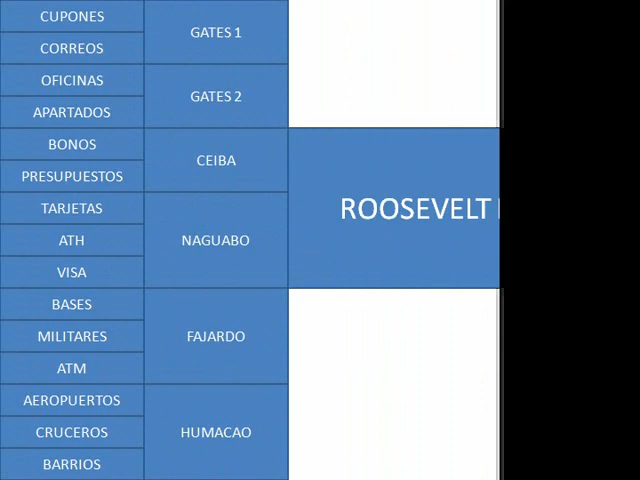 CUPONES
CORREOS
OFICINAS
APARTADOS
BONOS
PRESUPUESTOS
TARJETAS
ATH
VISA
BASES
MILITARES
ATM
AEROPUERTOS
CRUCEROS
BARRIOS
GATES 1
GATES 2
CEIBA
NAGUABO
FAJARDO
HUMACAO
ROOSEVELT